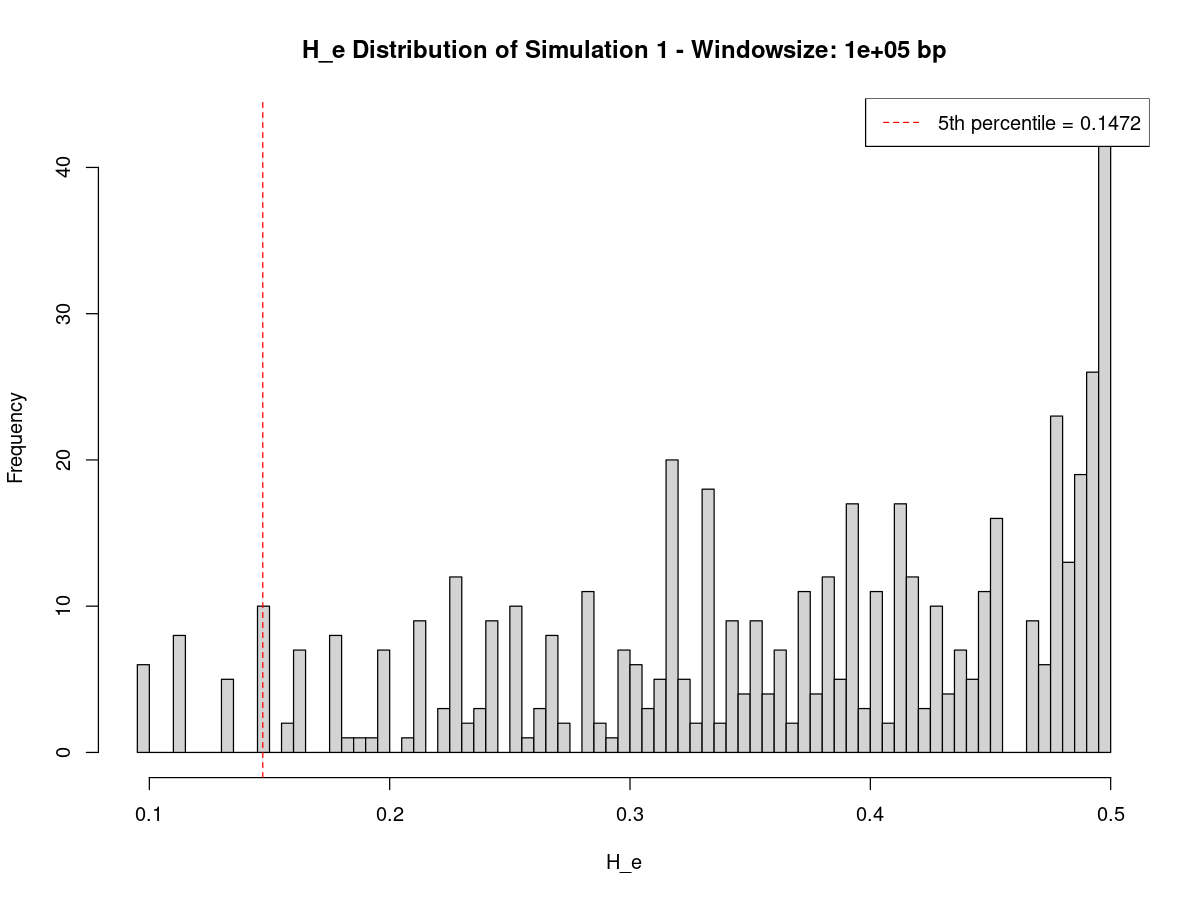 H_e Distribution of Simulation 1 - Windowsize: 1e+05 bp
5th percentile = 0.1472
Frequency
40
30
20
10
0
0.1 0.2 0.3 0.4 0.5
H_e